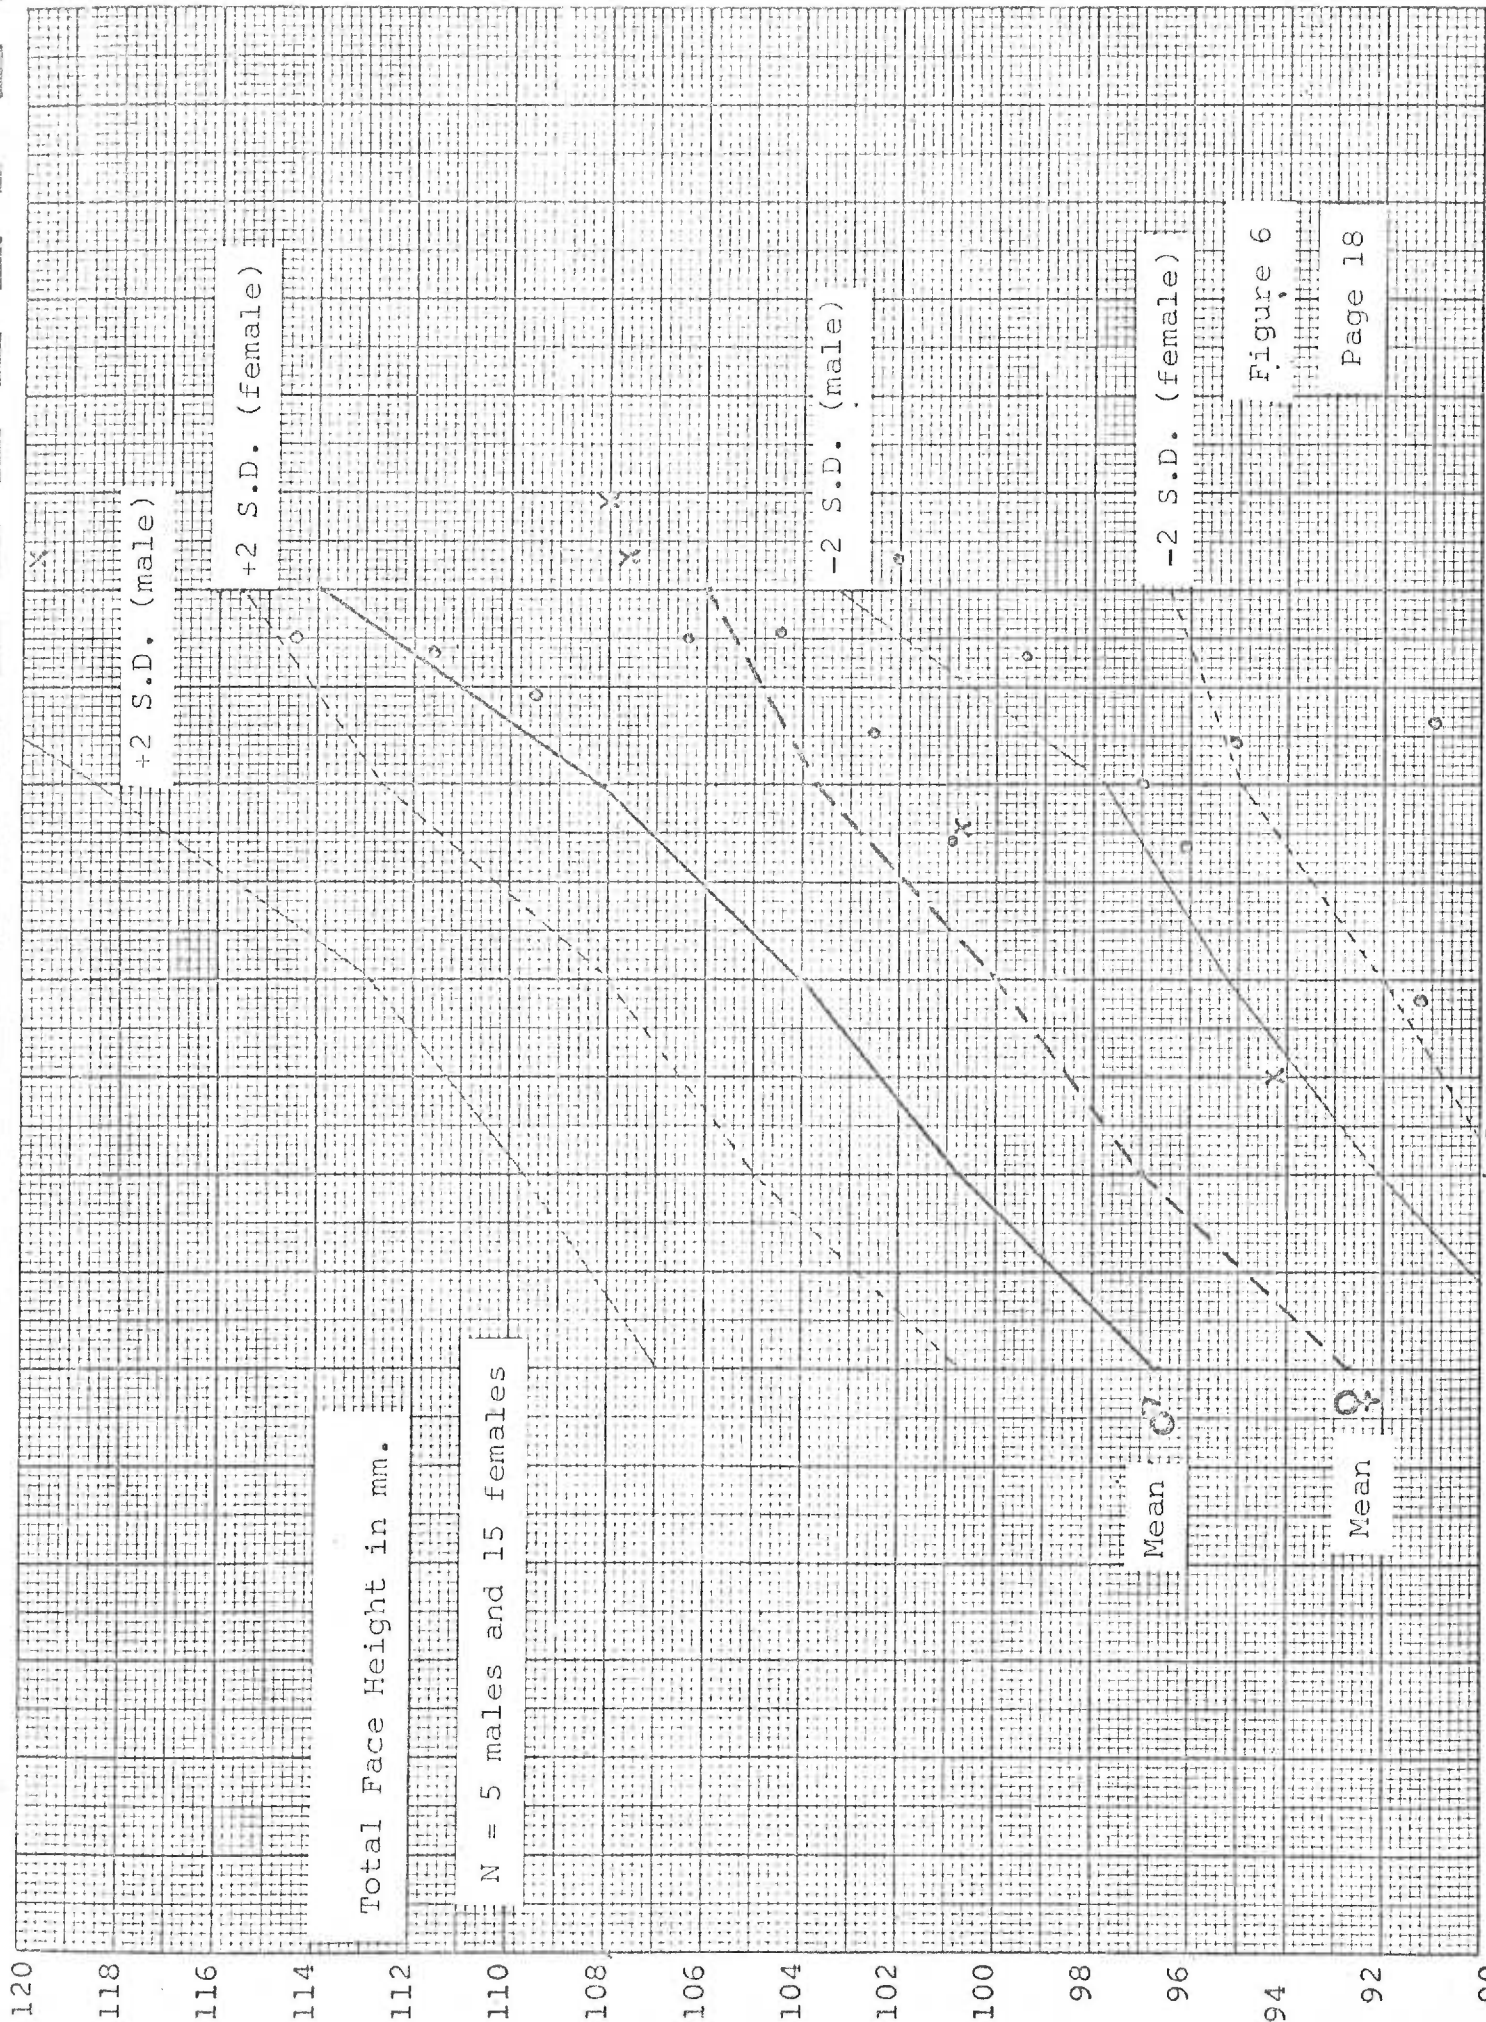 120
118
116
114
112
110
108
106
104
102
100
98
96
94
92
90
Total Face Height in mm.
N = 5 males and 15 females
+2 S.D. (male)
+2 S.D. (female)
-2 S.D. (male)
-2 S.D. (female)
Mean ♂
Mean ♀
Figure 6
Page 18